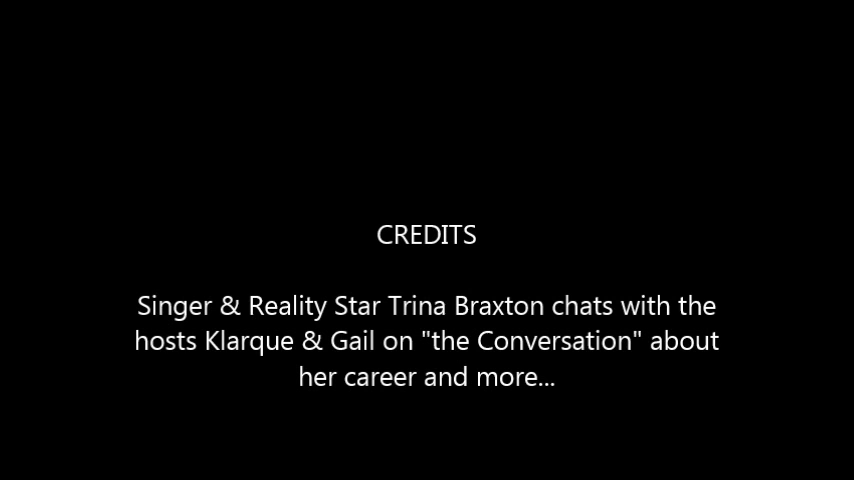 CREDITS
Singer & Reality Star Trina Braxton chats with the
hosts Klarque & Gail on "the Conversation" about
her career and more...